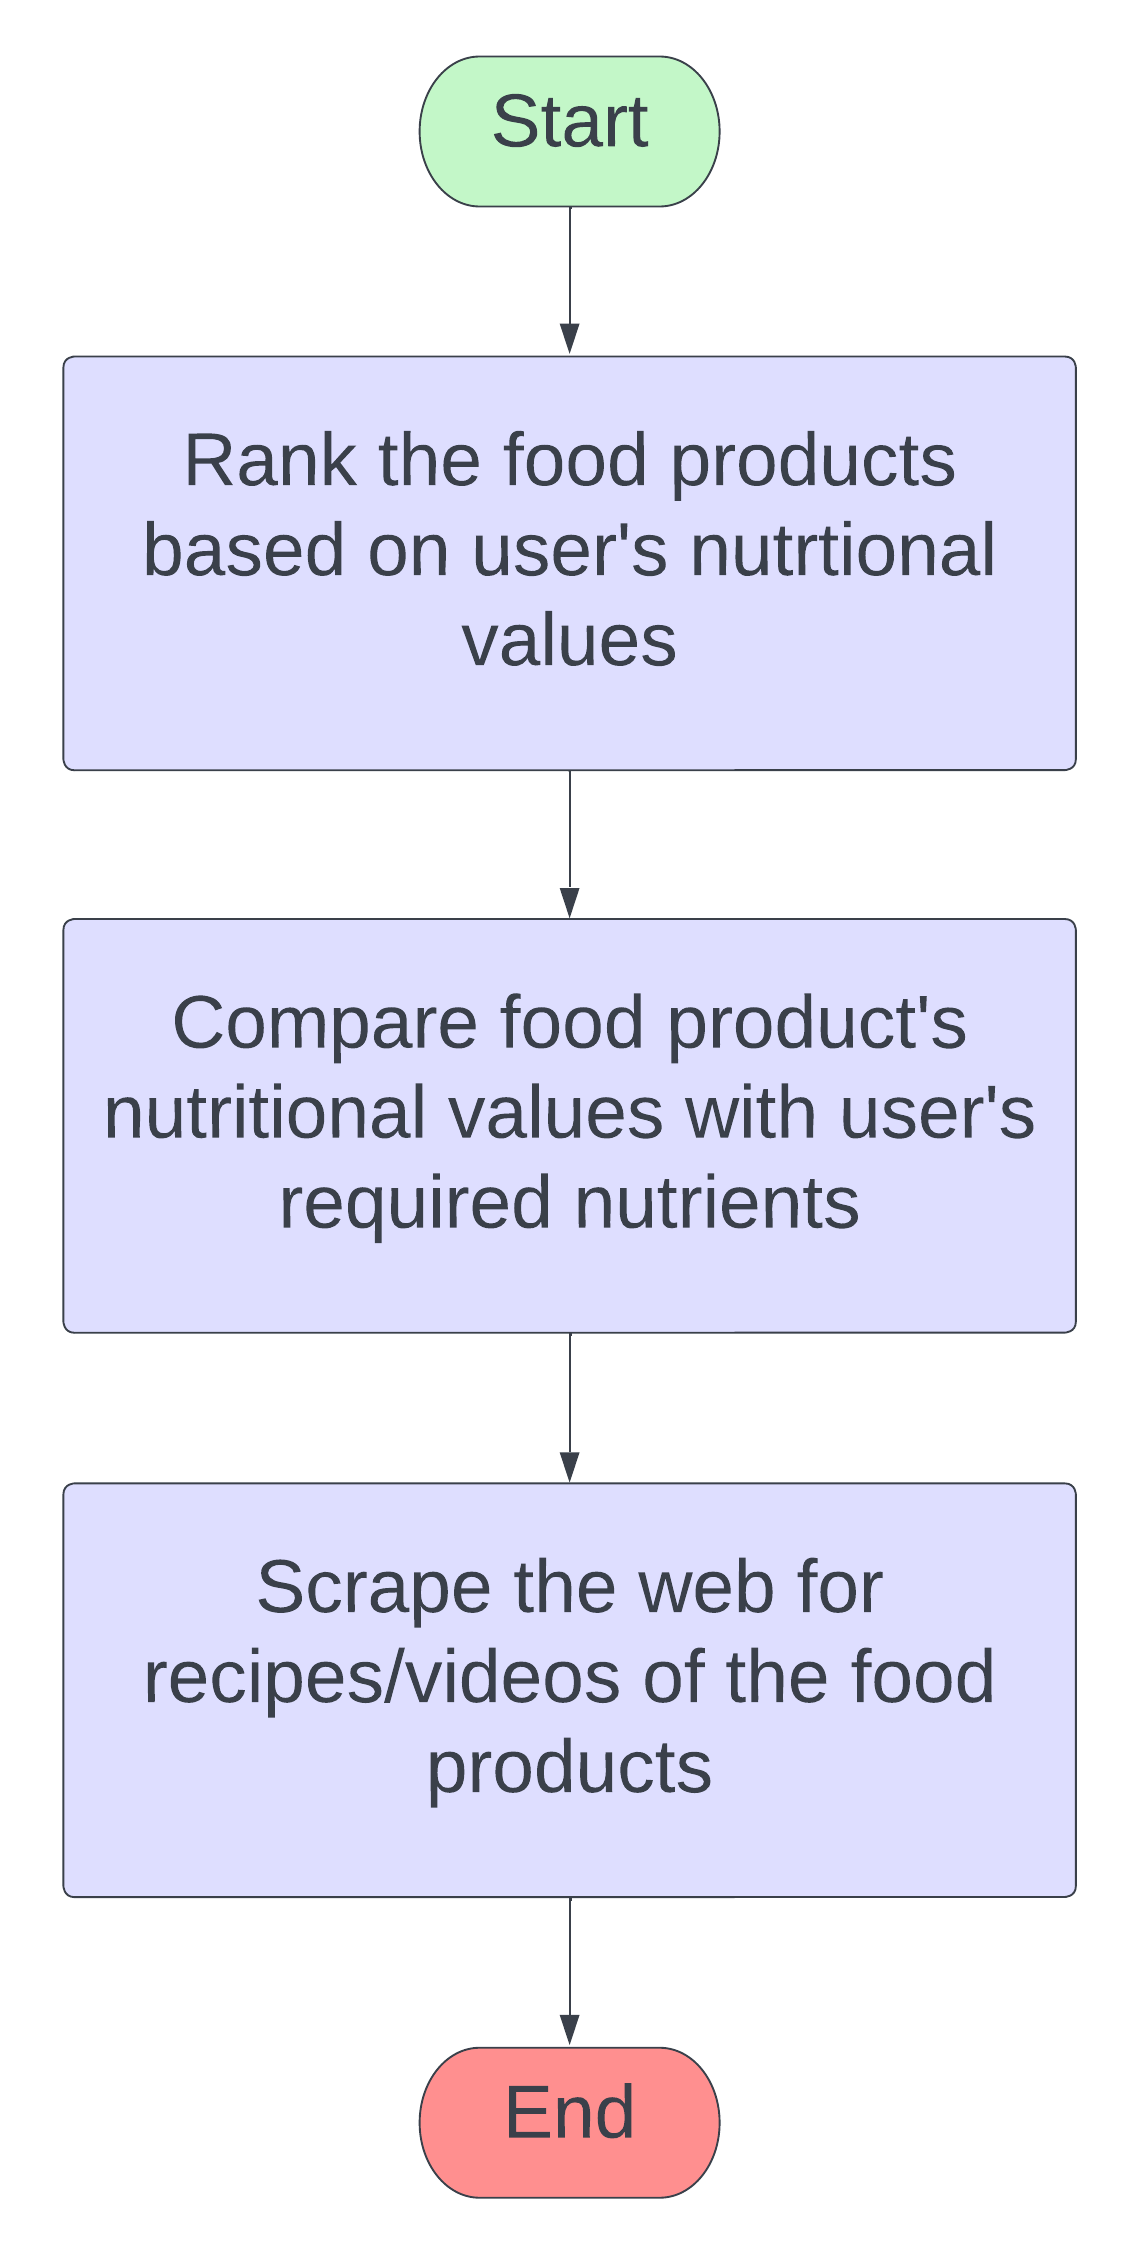 Start
Rank the food products
based on user's nutrtional
values
Compare food product's
nutritional values with user's
required nutrients
Scrape the web for
recipes/videos of the food
products
End